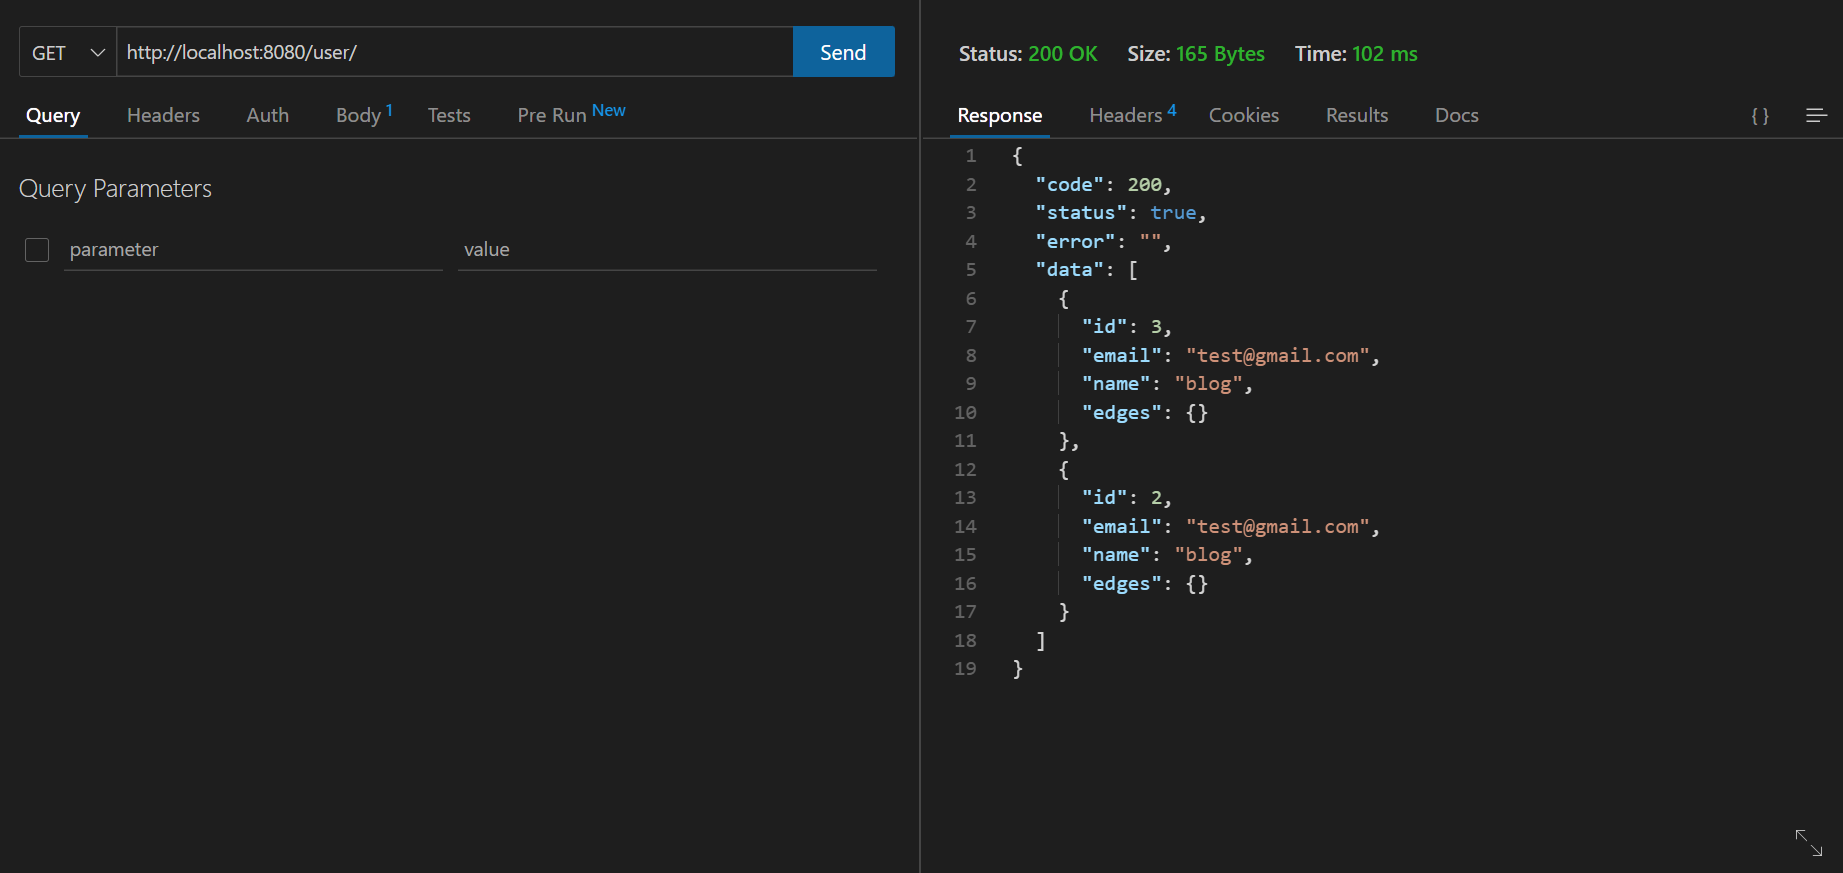 GET http://localhost:8080/user/ Send
Query Headers Auth Body 1 Tests Pre Run New
Query Parameters
parameter value
Status: 200 OK Size: 165 Bytes Time: 102 ms
Response Headers 4 Cookies Results Docs { }
1 {
2 "code": 200,
3 "status": true,
4 "error": "",
5 "data": [
6 {
7 "id": 3,
8 "email": "test@gmail.com",
9 "name": "blog",
10 "edges": {}
11 },
12 {
13 "id": 2,
14 "email": "test@gmail.com",
15 "name": "blog",
16 "edges": {}
17 }
18 ]
19 }